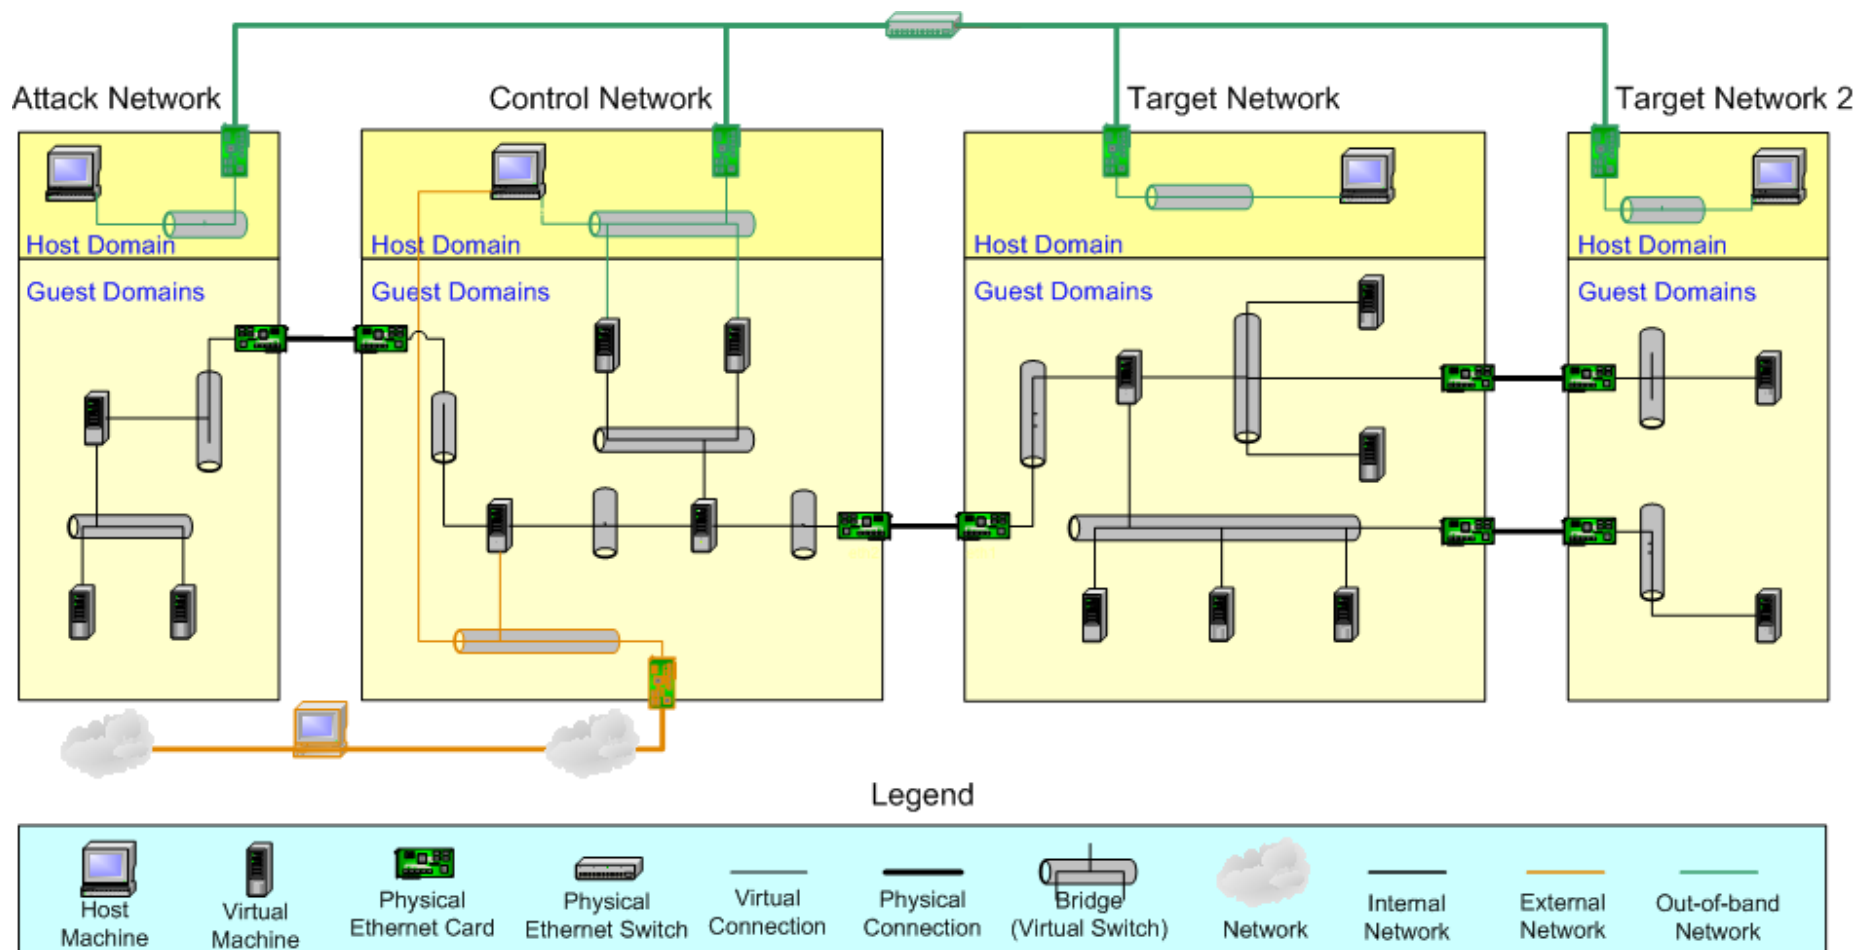 Attack Network
Control Network
Target Network
Target Network 2
Host Domain
Host Domain
Host Domain
Host Domain
Guest Domains
Guest Domains
Guest Domains
Guest Domains
Legend
Host
Machine
Virtual
Machine
Physical
Ethernet Card
Physical
Ethernet Switch
Virtual
Connection
Physical
Connection
Bridge
(Virtual Switch)
Network
Internal
Network
External
Network
Out-of-band
Network